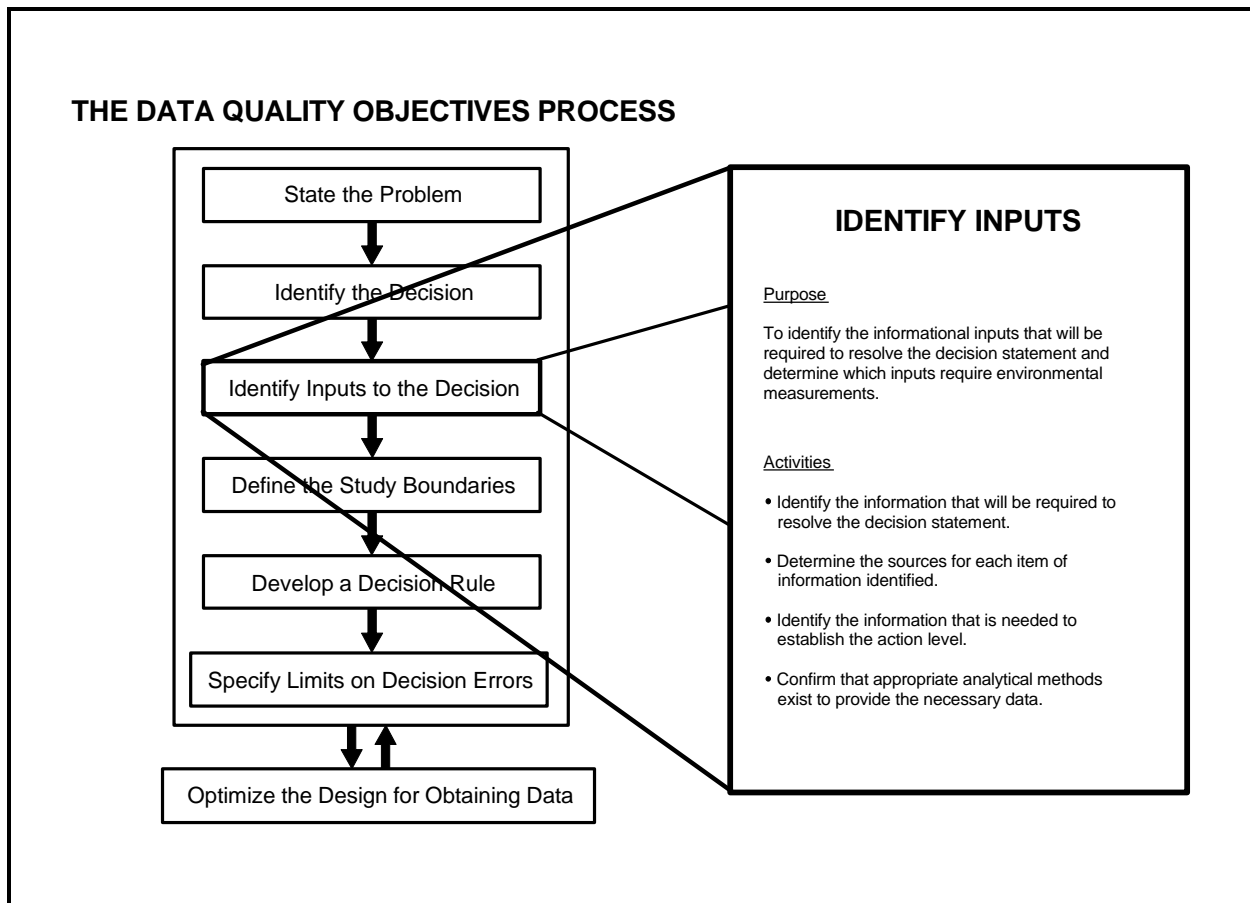 THE DATA QUALITY OBJECTIVES PROCESS
State the Problem
Identify the Decision
Identify Inputs to the Decision
Define the Study Boundaries
Develop a Decision Rule
Specify Limits on Decision Errors
Optimize the Design for Obtaining Data
IDENTIFY INPUTS
Purpose
To identify the informational inputs that will be
required to resolve the decision statement and
determine which inputs require environmental
measurements.
Activities
• Identify the information that will be required to
resolve the decision statement.
• Determine the sources for each item of
information identified.
• Identify the information that is needed to
establish the action level.
• Confirm that appropriate analytical methods
exist to provide the necessary data.